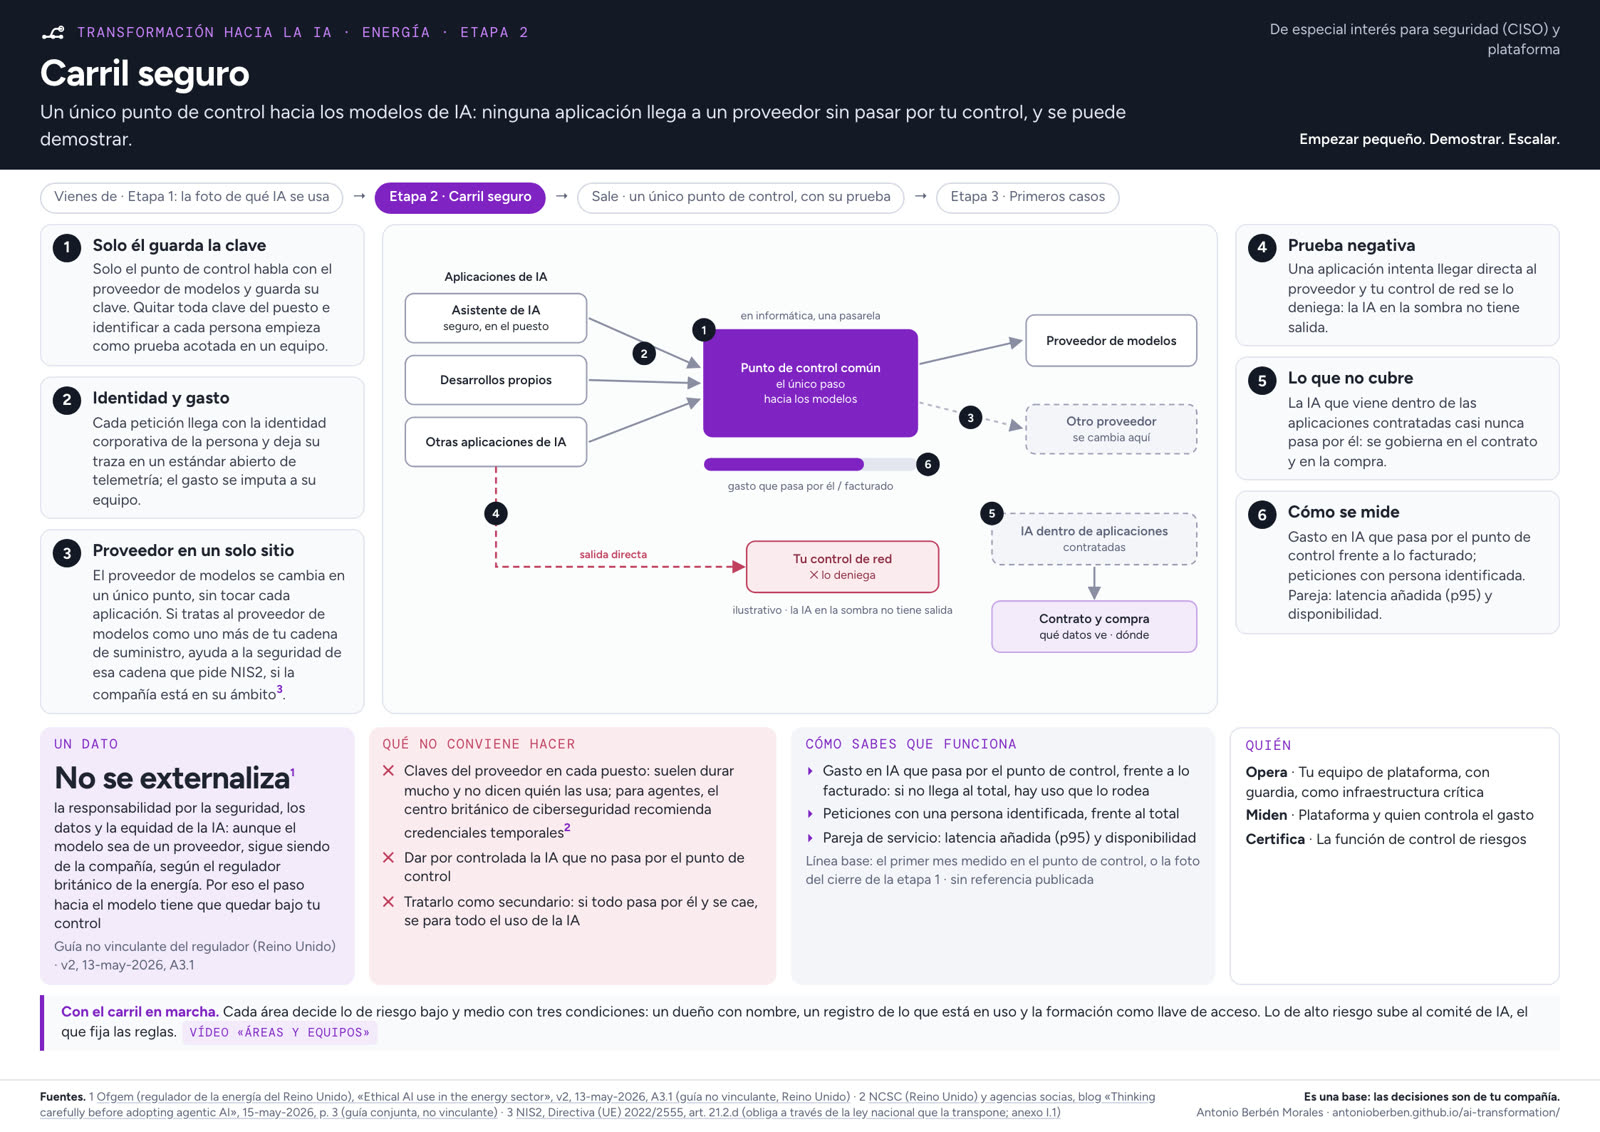 TRANSFORMACIÓN HACIA LA IA · ENERGÍA · ETAPA 2
De especial interés para seguridad (CISO) y
plataforma
Carril seguro
Un único punto de control hacia los modelos de IA: ninguna aplicación llega a un proveedor sin pasar por tu control, y se puede
demostrar.
Empezar pequeño. Demostrar. Escalar.
Vienes de · Etapa 1: la foto de qué IA se usa → Etapa 2 · Carril seguro → Sale · un único punto de control, con su prueba → Etapa 3 · Primeros casos
1 Solo él guarda la clave
Solo el punto de control habla con el
proveedor de modelos y guarda su
clave. Quitar toda clave del puesto e
identificar a cada persona empieza
como prueba acotada en un equipo.
2 Identidad y gasto
Cada petición llega con la identidad
corporativa de la persona y deja su
traza en un estándar abierto de
telemetría; el gasto se imputa a su
equipo.
3 Proveedor en un solo sitio
El proveedor de modelos se cambia en
un único punto, sin tocar cada
aplicación. Si tratas al proveedor de
modelos como uno más de tu cadena
de suministro, ayuda a la seguridad de
esa cadena que pide NIS2, si la
compañía está en su ámbito3.
Aplicaciones de IA
Asistente de IA
seguro, en el puesto
Desarrollos propios
Otras aplicaciones de IA
2
en informática, una pasarela
1
Punto de control común
el único paso
hacia los modelos
6
gasto que pasa por él / facturado
Proveedor de modelos
3
Otro proveedor
se cambia aquí
4
salida directa
Tu control de red
✕ lo deniega
ilustrativo · la IA en la sombra no tiene salida
5
IA dentro de aplicaciones
contratadas
Contrato y compra
qué datos ve · dónde
4 Prueba negativa
Una aplicación intenta llegar directa al
proveedor y tu control de red se lo
deniega: la IA en la sombra no tiene
salida.
5 Lo que no cubre
La IA que viene dentro de las
aplicaciones contratadas casi nunca
pasa por él: se gobierna en el contrato
y en la compra.
6 Cómo se mide
Gasto en IA que pasa por el punto de
control frente a lo facturado;
peticiones con persona identificada.
Pareja: latencia añadida (p95) y
disponibilidad.
UN DATO
No se externaliza1
la responsabilidad por la seguridad, los
datos y la equidad de la IA: aunque el
modelo sea de un proveedor, sigue siendo
de la compañía, según el regulador
británico de la energía. Por eso el paso
hacia el modelo tiene que quedar bajo tu
control
Guía no vinculante del regulador (Reino Unido)
· v2, 13-may-2026, A3.1
QUÉ NO CONVIENE HACER
✕ Claves del proveedor en cada puesto: suelen durar
mucho y no dicen quién las usa; para agentes, el
centro británico de ciberseguridad recomienda
credenciales temporales2
✕ Dar por controlada la IA que no pasa por el punto de
control
✕ Tratarlo como secundario: si todo pasa por él y se cae,
se para todo el uso de la IA
CÓMO SABES QUE FUNCIONA
Gasto en IA que pasa por el punto de control, frente a lo
facturado: si no llega al total, hay uso que lo rodea
Peticiones con una persona identificada, frente al total
Pareja de servicio: latencia añadida (p95) y disponibilidad
Línea base: el primer mes medido en el punto de control, o la foto
del cierre de la etapa 1 · sin referencia publicada
QUIÉN
Opera · Tu equipo de plataforma, con
guardia, como infraestructura crítica
Miden · Plataforma y quien controla el gasto
Certifica · La función de control de riesgos
Con el carril en marcha. Cada área decide lo de riesgo bajo y medio con tres condiciones: un dueño con nombre, un registro de lo que está en uso y la formación como llave de acceso. Lo de alto riesgo sube al comité de IA, el
que fija las reglas. VÍDEO «ÁREAS Y EQUIPOS»
Fuentes. 1 Ofgem (regulador de la energía del Reino Unido), «Ethical AI use in the energy sector», v2, 13-may-2026, A3.1 (guía no vinculante, Reino Unido) · 2 NCSC (Reino Unido) y agencias socias, blog «Thinking
carefully before adopting agentic AI», 15-may-2026, p. 3 (guía conjunta, no vinculante) · 3 NIS2, Directiva (UE) 2022/2555, art. 21.2.d (obliga a través de la ley nacional que la transpone; anexo I.1)
Es una base: las decisiones son de tu compañía.
Antonio Berbén Morales · antonioberben.github.io/ai-transformation/